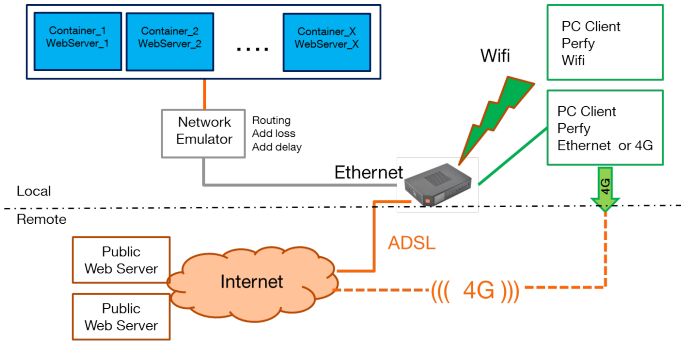 Container_1
WebServer_1
Container_2
WebServer_2
....
Container_X
WebServer_X
PC Client
Perfy
Wifi
Wifi
Network
Emulator
Routing
Add loss
Add delay
PC Client
Perfy
Ethernet or 4G
Ethernet
4G
Local
Remote
Public
Web Server
ADSL
Internet
((( 4G )))
Public
Web Server